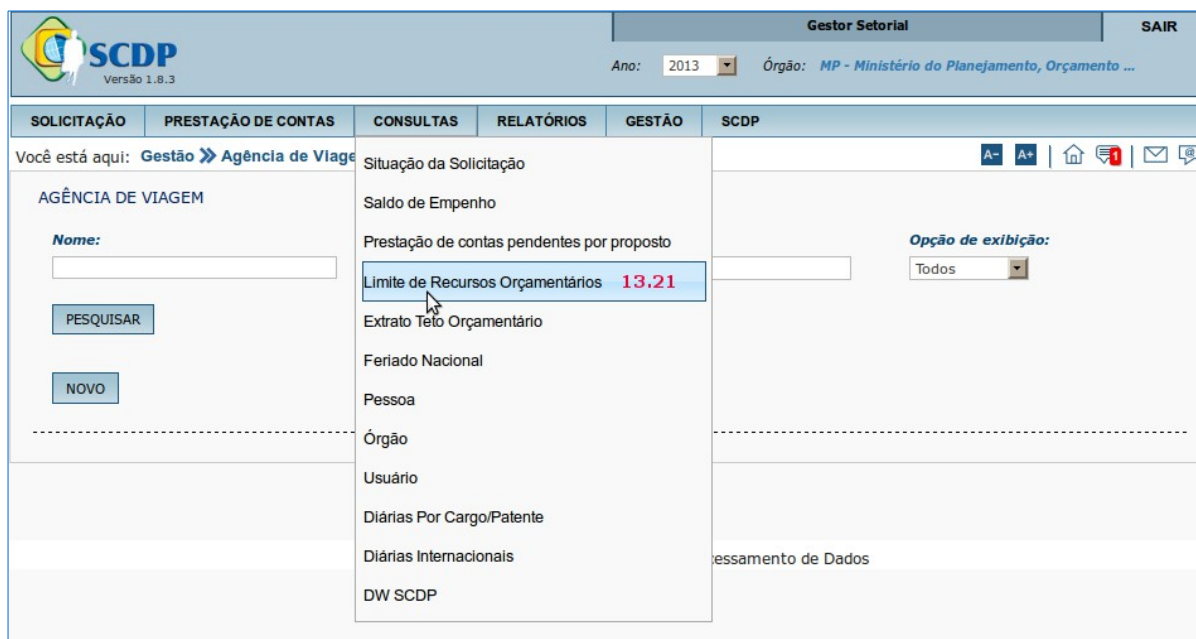 Gestor Setorial SAIR
SCDP
Versão 1.8.3
Ano: 2013 Órgão: MP - Ministério do Planejamento, Orçamento ...
SOLICITAÇÃO PRESTAÇÃO DE CONTAS CONSULTAS RELATÓRIOS GESTÃO SCDP
Você está aqui: Gestão Agência de Viage
A- A+ 1
AGÊNCIA DE VIAGEM
Nome:
Opção de exibição:
Todos
PESQUISAR
NOVO
Situação da Solicitação
Saldo de Empenho
Prestação de contas pendentes por proposto
Limite de Recursos Orçamentários 13.21
Extrato Teto Orçamentário
Feriado Nacional
Pessoa
Órgão
Usuário
Diárias Por Cargo/Patente
Diárias Internacionais
DW SCDP
cessamento de Dados